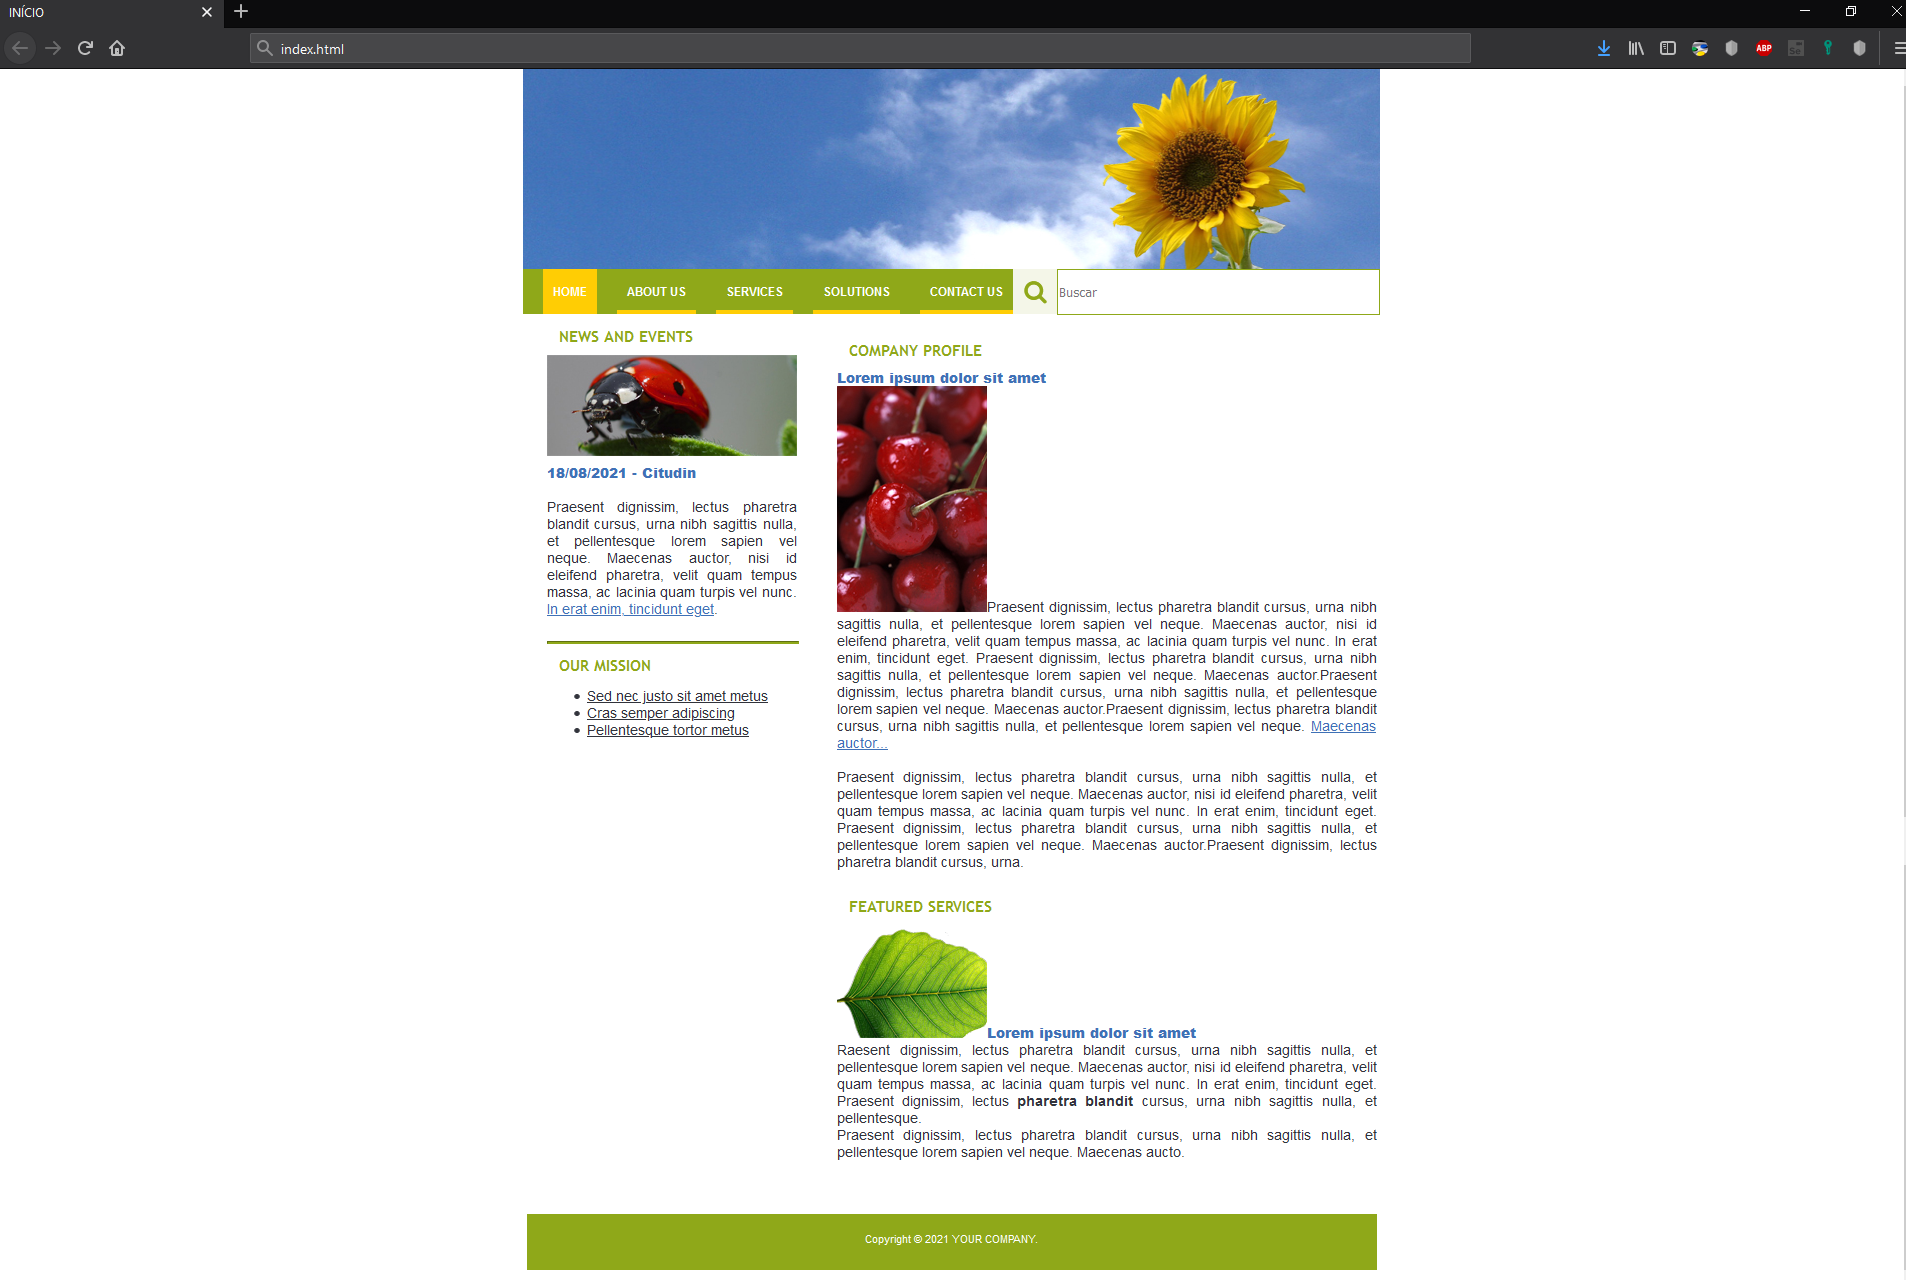 INÍCIO
index.html
ABP
Se
HOME ABOUT US SERVICES SOLUTIONS CONTACT US Buscar
NEWS AND EVENTS
18/08/2021 - Citudin
Praesent dignissim, lectus pharetra
blandit cursus, urna nibh sagittis nulla,
et pellentesque lorem sapien vel
neque. Maecenas auctor, nisi id
eleifend pharetra, velit quam tempus
massa, ac lacinia quam turpis vel nunc.
In erat enim, tincidunt eget.
OUR MISSION
Sed nec justo sit amet metus
Cras semper adipiscing
Pellentesque tortor metus
COMPANY PROFILE
Lorem ipsum dolor sit amet
Praesent dignissim, lectus pharetra blandit cursus, urna nibh
sagittis nulla, et pellentesque lorem sapien vel neque. Maecenas auctor, nisi id
eleifend pharetra, velit quam tempus massa, ac lacinia quam turpis vel nunc. In erat
enim, tincidunt eget. Praesent dignissim, lectus pharetra blandit cursus, urna nibh
sagittis nulla, et pellentesque lorem sapien vel neque. Maecenas auctor.Praesent
dignissim, lectus pharetra blandit cursus, urna nibh sagittis nulla, et pellentesque
lorem sapien vel neque. Maecenas auctor.Praesent dignissim, lectus pharetra blandit
cursus, urna nibh sagittis nulla, et pellentesque lorem sapien vel neque. Maecenas
auctor...
Praesent dignissim, lectus pharetra blandit cursus, urna nibh sagittis nulla, et
pellentesque lorem sapien vel neque. Maecenas auctor, nisi id eleifend pharetra, velit
quam tempus massa, ac lacinia quam turpis vel nunc. In erat enim, tincidunt eget.
Praesent dignissim, lectus pharetra blandit cursus, urna nibh sagittis nulla, et
pellentesque lorem sapien vel neque. Maecenas auctor.Praesent dignissim, lectus
pharetra blandit cursus, urna.
FEATURED SERVICES
Lorem ipsum dolor sit amet
Raesent dignissim, lectus pharetra blandit cursus, urna nibh sagittis nulla, et
pellentesque lorem sapien vel neque. Maecenas auctor, nisi id eleifend pharetra, velit
quam tempus massa, ac lacinia quam turpis vel nunc. In erat enim, tincidunt eget.
Praesent dignissim, lectus pharetra blandit cursus, urna nibh sagittis nulla, et
pellentesque.
Praesent dignissim, lectus pharetra blandit cursus, urna nibh sagittis nulla, et
pellentesque lorem sapien vel neque. Maecenas aucto.
Copyright © 2021 YOUR COMPANY.